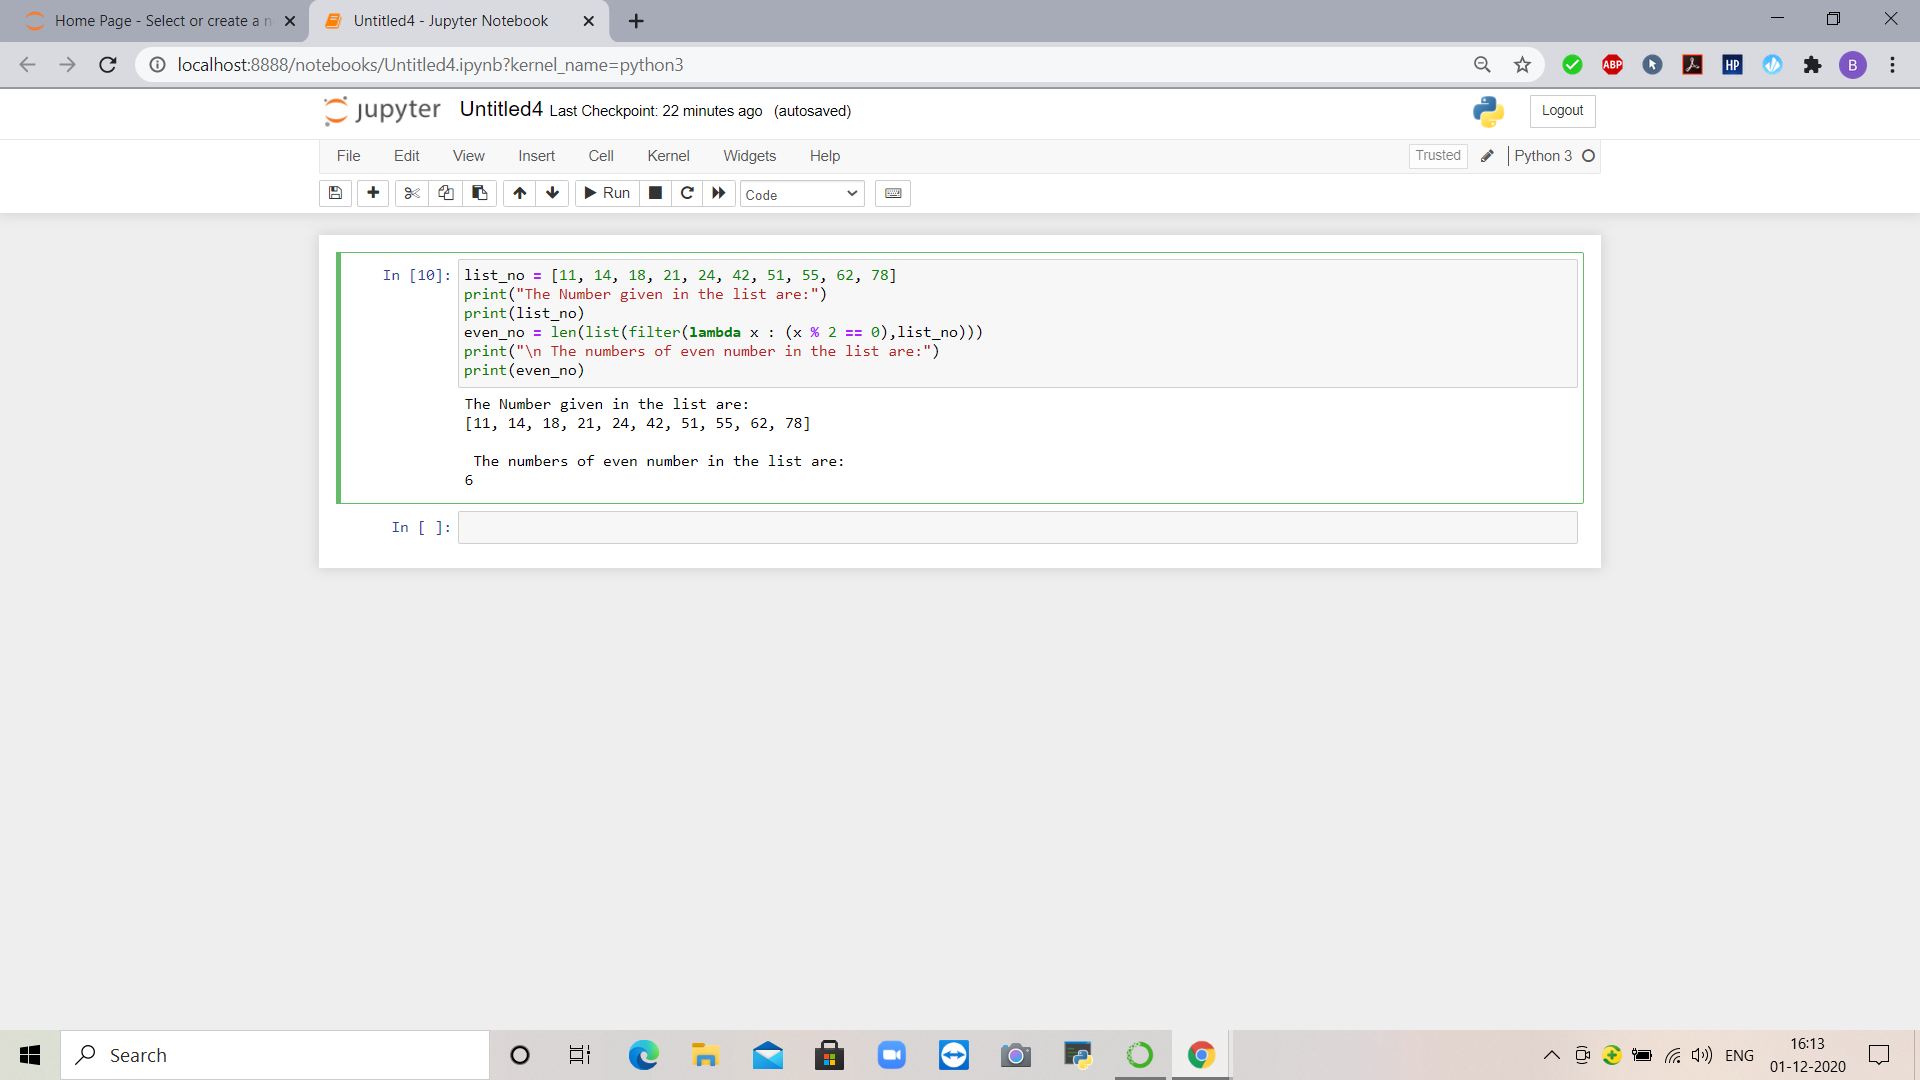 Home Page - Select or create a n
Untitled4 - Jupyter Notebook
localhost:8888/notebooks/Untitled4.ipynb?kernel_name=python3
ABP
HP
B
jupyter Untitled4 Last Checkpoint: 22 minutes ago (autosaved)
Logout
File Edit View Insert Cell Kernel Widgets Help
Trusted Python 3
Run Code
In [10]:
list_no = [11, 14, 18, 21, 24, 42, 51, 55, 62, 78]
print("The Number given in the list are:")
print(list_no)
even_no = len(list(filter(lambda x : (x % 2 == 0),list_no)))
print("\n The numbers of even number in the list are:")
print(even_no)
The Number given in the list are:
[11, 14, 18, 21, 24, 42, 51, 55, 62, 78]
The numbers of even number in the list are:
6
In [ ]:
Search
ENG
16:13
01-12-2020